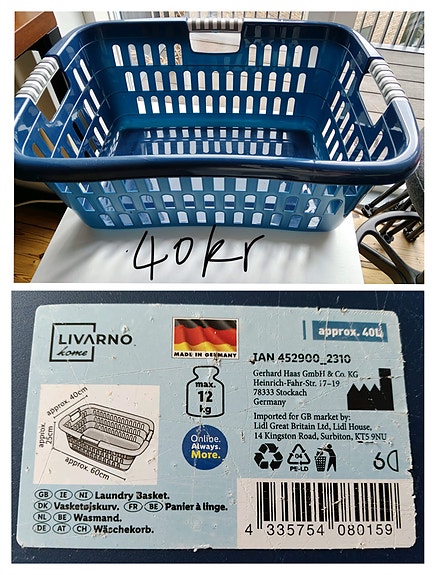 40kr
LIVARNO
home
MADE IN GERMANY
approx. 40L
IAN 452900_2310
max.
12
kg
Gerhard Haas GmbH & Co. KG
Heinrich-Fahr-Str. 17-19
78333 Stockach
Germany
Imported for GB market by:
Lidl Great Britain Ltd, Lidl House,
14 Kingston Road, Surbiton, KT5 9NU
approx. 40cm
approx. 25cm
approx. 60cm
Online.
Always.
More.
04
PE-LD
GB IE NI Laundry Basket.
DK Vasketøjskurv. FR BE Panier à linge.
NL BE Wasmand.
DE AT CH Wäschekorb.
4 335754 080159